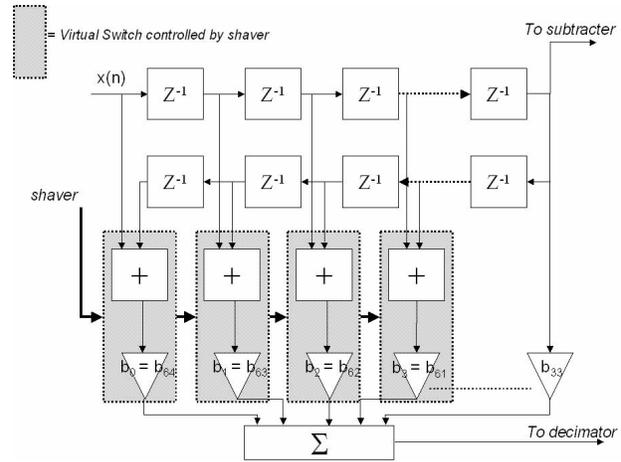 = Virtual Switch controlled by shaver
To subtracter
x(n)
Z-1 Z-1 Z-1 Z-1
Z-1 Z-1 Z-1 Z-1
shaver
+ + + +
b0 = b64 b1 = b63 b2 = b62 b3 = b61 b33
Σ
To decimator